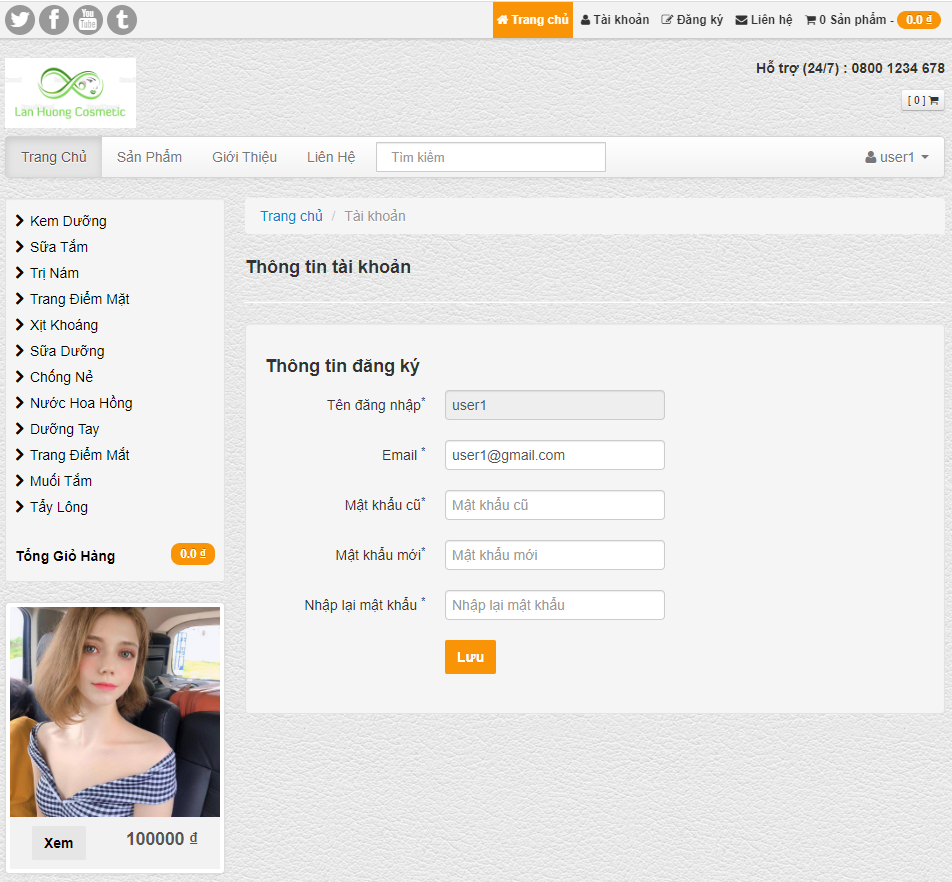 You
Tube
Trang chủ Tài khoản Đăng ký Liên hệ 0 Sản phẩm - 0.0 ₫
Lan Huong Cosmetic
Hỗ trợ (24/7) : 0800 1234 678
[ 0 ]
Trang Chủ Sản Phẩm Giới Thiệu Liên Hệ Tìm kiếm user1
Kem Dưỡng
Sữa Tắm
Trị Nám
Trang Điểm Mặt
Xịt Khoáng
Sữa Dưỡng
Chống Nẻ
Nước Hoa Hồng
Dưỡng Tay
Trang Điểm Mắt
Muối Tắm
Tẩy Lông
Tổng Giỏ Hàng 0.0 ₫
Xem 100000 ₫
Trang chủ / Tài khoản
Thông tin tài khoản
Thông tin đăng ký
Tên đăng nhập* user1
Email * user1@gmail.com
Mật khẩu cũ* Mật khẩu cũ
Mật khẩu mới* Mật khẩu mới
Nhập lại mật khẩu * Nhập lại mật khẩu
Lưu